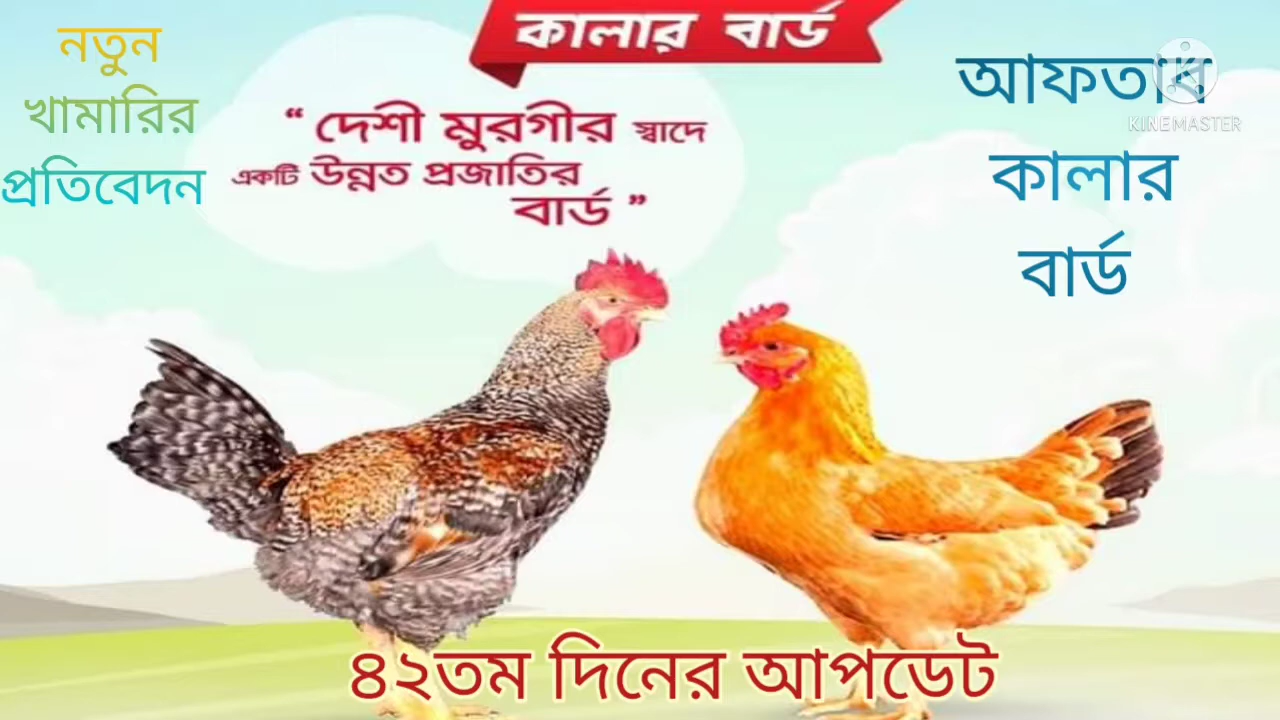 কালার বার্ড
নতুন
খামারির
প্রতিবেদন
“ দেশী মুরগীর স্বাদে
একটি উন্নত প্রজাতির
বার্ড ”
আফতাব
কালার
বার্ড
KINEMASTER
৪২তম দিনের আপডেট